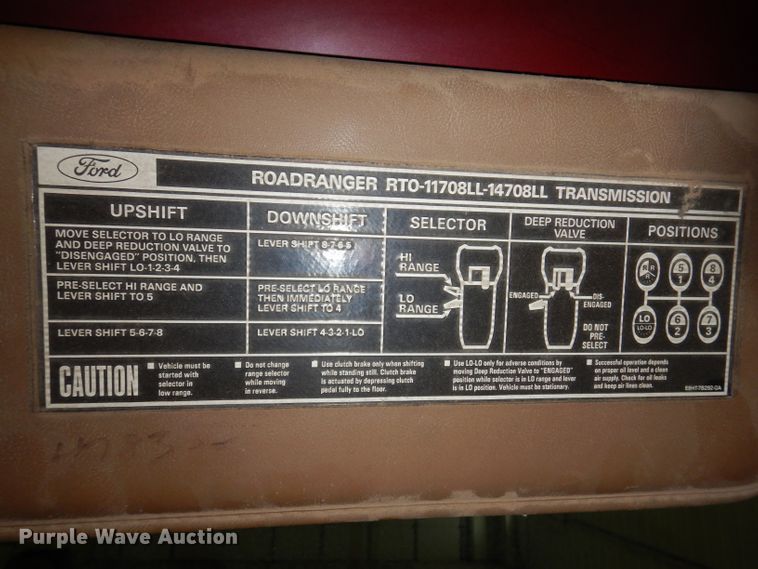 Ford
ROADRANGER RTO-11708LL-14708LL TRANSMISSION
UPSHIFT
MOVE SELECTOR TO LO RANGE
AND DEEP REDUCTION VALVE TO
"DISENGAGED" POSITION, THEN
LEVER SHIFT LO-1-2-3-4
PRE-SELECT HI RANGE AND
LEVER SHIFT TO 5
LEVER SHIFT 5-6-7-8
DOWNSHIFT
LEVER SHIFT 8-7-6-5
PRE-SELECT LO RANGE
THEN IMMEDIATELY
LEVER SHIFT TO 4
LEVER SHIFT 4-3-2-1-LO
SELECTOR
HI
RANGE
LO
RANGE
DEEP REDUCTION
VALVE
ENGAGED
DIS-
ENGAGED
DO NOT
PRE-
SELECT
POSITIONS
R R R
5 1
8 4
LO LO-LO
6 2
7 3
CAUTION
Vehicle must be
started with
selector in
low range.
Do not change
range selector
while moving
in reverse.
Use clutch brake only when shifting
while standing still. Clutch brake
is actuated by depressing clutch
pedal fully to the floor.
Use LO-LO only for adverse conditions by
moving Deep Reduction Valve to "ENGAGED"
position while selector is in LO range and lever
is in LO position. Vehicle must be stationary.
Successful operation depends
on proper oil level and a clean
air supply. Check for oil leaks
and keep air lines clean.
E8HT-7B292-GA
Purple Wave Auction